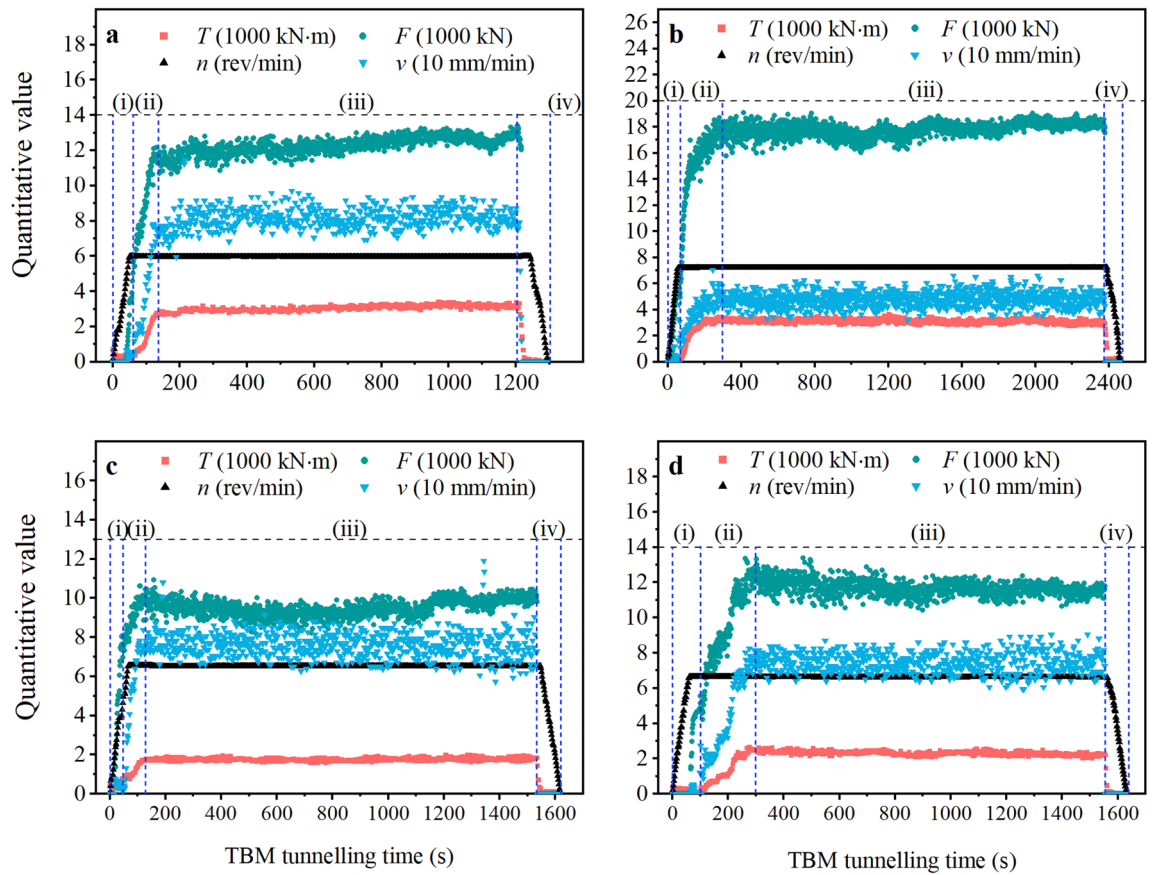 a
T (1000 kN·m)
F (1000 kN)
n (rev/min)
v (10 mm/min)
(i) (ii) (iii) (iv)
18
16
14
12
10
8
6
4
2
0
0 200 400 600 800 1000 1200 1400
Quantitative value
b
T (1000 kN·m)
F (1000 kN)
n (rev/min)
v (10 mm/min)
(i) (ii) (iii) (iv)
26
24
22
20
18
16
14
12
10
8
6
4
2
0
0 400 800 1200 1600 2000 2400
c
T (1000 kN·m)
F (1000 kN)
n (rev/min)
v (10 mm/min)
(i) (ii) (iii) (iv)
16
14
12
10
8
6
4
2
0
0 200 400 600 800 1000 1200 1400 1600
Quantitative value
TBM tunnelling time (s)
d
T (1000 kN·m)
F (1000 kN)
n (rev/min)
v (10 mm/min)
(i) (ii) (iii) (iv)
18
16
14
12
10
8
6
4
2
0
0 200 400 600 800 1000 1200 1400 1600
TBM tunnelling time (s)